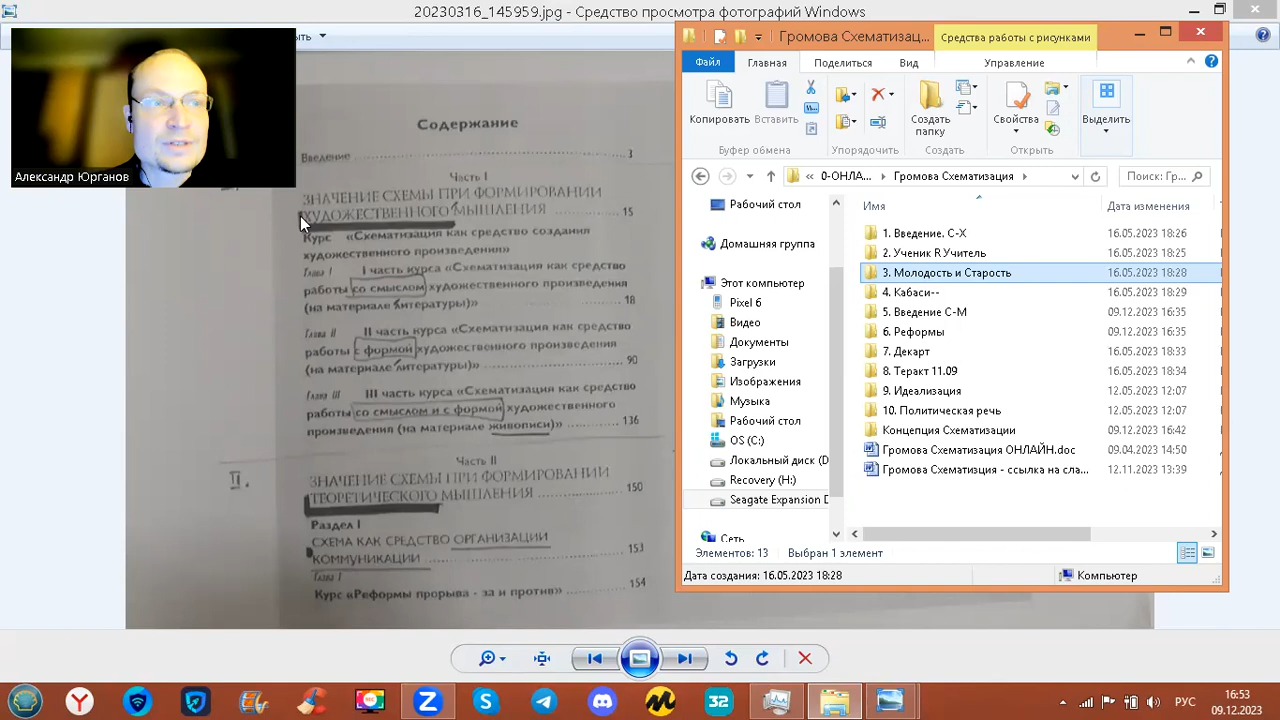 20230316_145959.jpg - Средство просмотра фотографий Windows
ыть
Александр Юрганов
Содержание
Введение 3
Часть I
ЗНАЧЕНИЕ СХЕМЫ ПРИ ФОРМИРОВАНИИ
ХУДОЖЕСТВЕННОГО МЫШЛЕНИЯ 15
Курс «Схематизация как средство создания
художественного произведения»
Глава I I часть курса «Схематизация как средство
работы со смыслом художественного произведения
(на материале литературы)» 18
Глава II II часть курса «Схематизация как средство
работы с формой художественного произведения
(на материале литературы)» 90
Глава III III часть курса «Схематизация как средство
работы со смыслом и с формой художественного
произведения (на материале живописи)» 136
Часть II
II.
ЗНАЧЕНИЕ СХЕМЫ ПРИ ФОРМИРОВАНИИ
ТЕОРЕТИЧЕСКОГО МЫШЛЕНИЯ 150
Раздел I
СХЕМА КАК СРЕДСТВО ОРГАНИЗАЦИИ
КОММУНИКАЦИИ 153
Глава I
Курс «Реформы прорыва - за и против» 154
Громова Схематизац...
Средства работы с рисунками
Файл
Главная
Поделиться
Вид
Управление
Копировать
Вставить
Создать папку
Свойства
Выделить
Буфер обмена
Упорядочить
Создать
Открыть
« 0-ОНЛА... Громова Схематизация
Поиск: Гр...
Рабочий стол
Домашняя группа
Этот компьютер
Pixel 6
Видео
Документы
Загрузки
Изображения
Музыка
Рабочий стол
OS (C:)
Локальный диск (D
Recovery (H:)
Seagate Expansion D
Сеть
Имя Дата изменения
1. Введение. С-Х 16.05.2023 18:26
2. Ученик R Учитель 16.05.2023 18:25
3. Молодость и Старость 16.05.2023 18:28
4. Кабаси-- 16.05.2023 18:29
5. Введение С-М 09.12.2023 16:35
6. Реформы 09.12.2023 16:35
7. Декарт 16.05.2023 18:33
8. Теракт 11.09 16.05.2023 18:34
9. Идеализация 12.05.2023 12:07
10. Политическая речь 12.05.2023 12:07
Концепция Схематизации 09.12.2023 16:42
Громова Схематизация ОНЛАЙН.doc 09.04.2023 14:50
Громова Схематизция - ссылка на сла... 12.11.2023 13:39
Элементов: 13 Выбран 1 элемент
Дата создания: 16.05.2023 18:28
Компьютер
32
РУС
16:53
09.12.2023